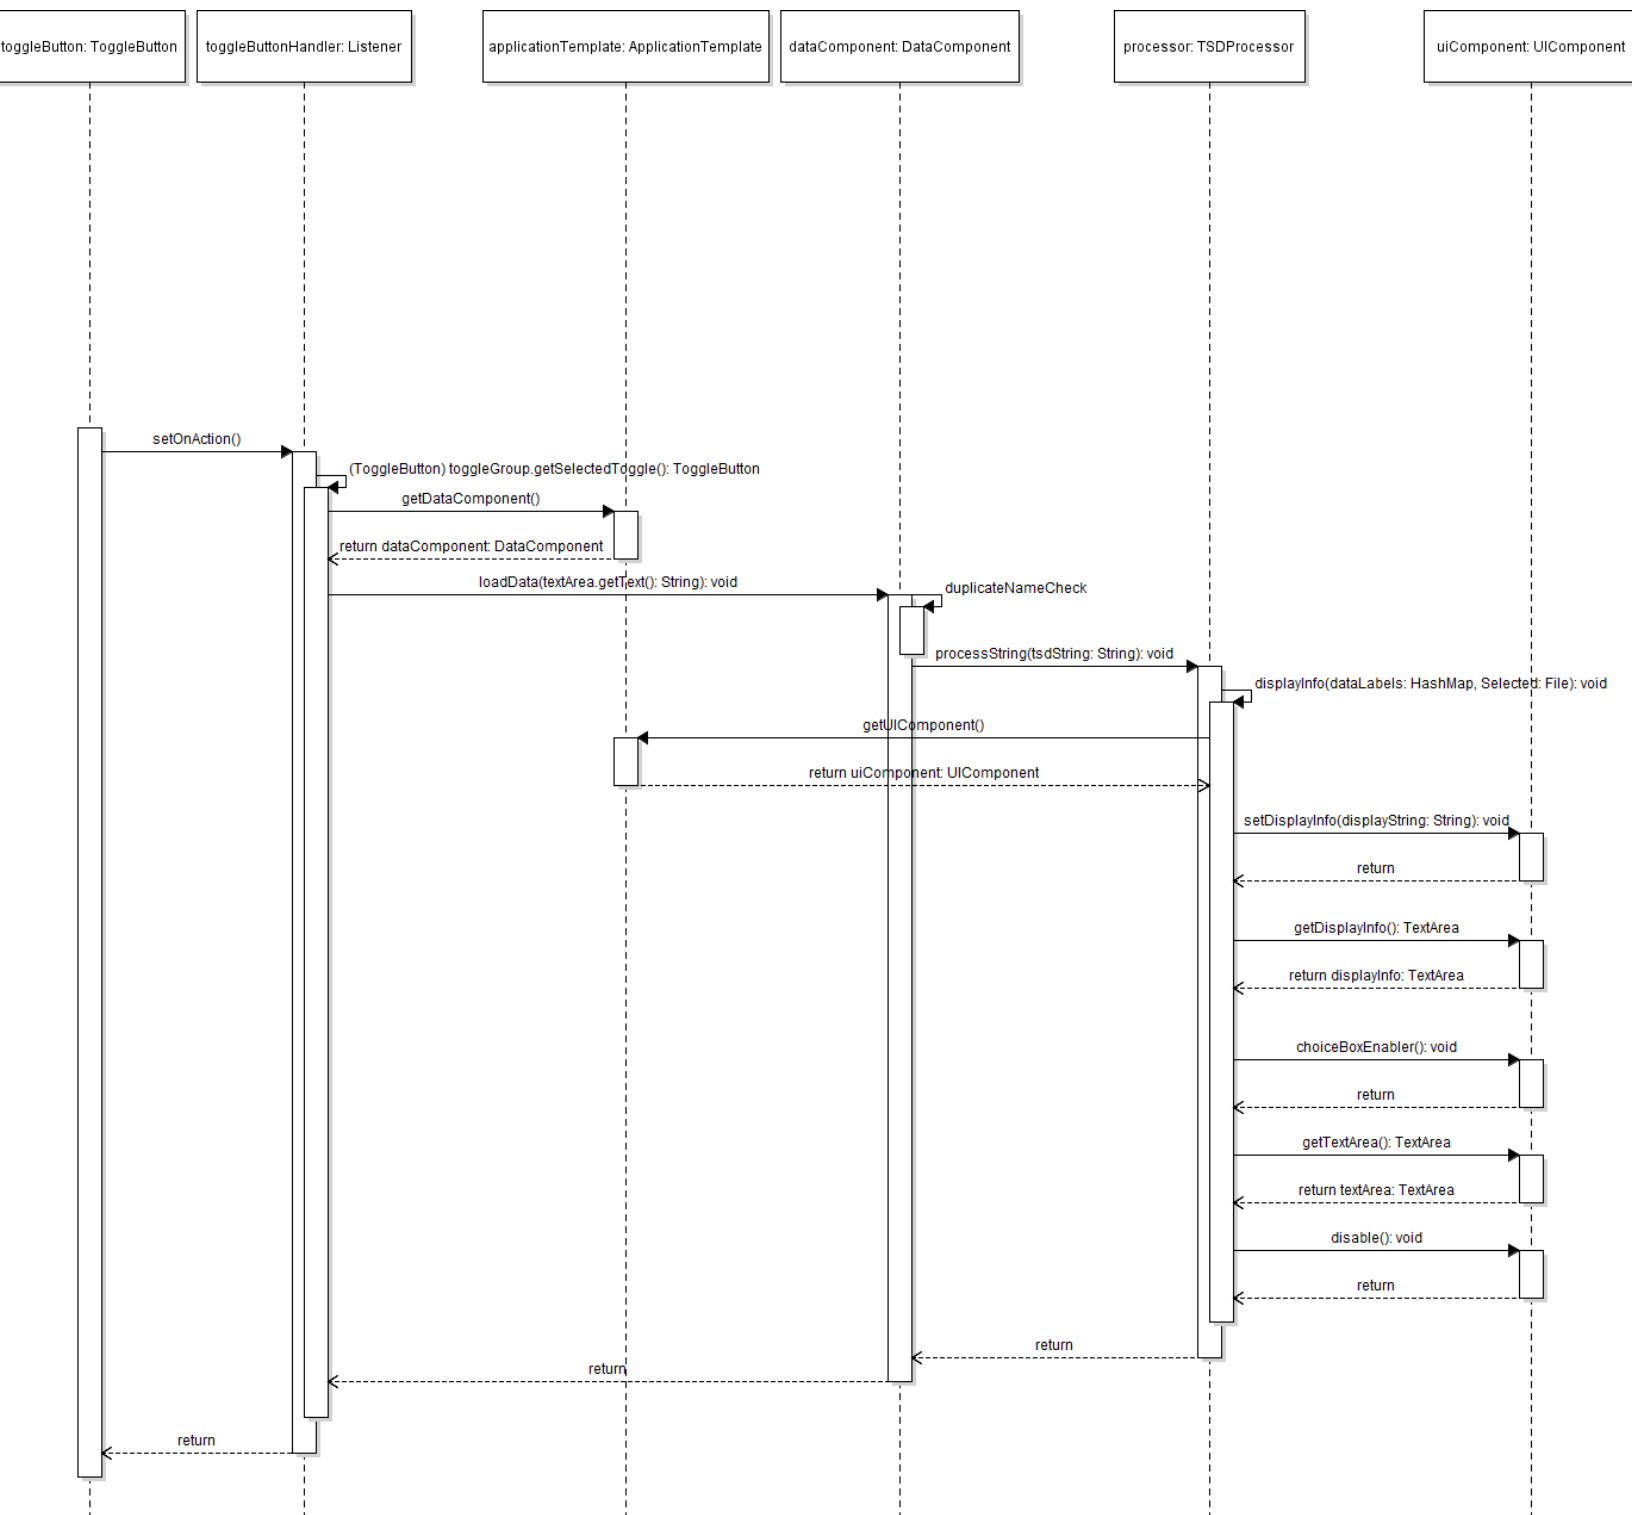 toggleButton: ToggleButton
toggleButtonHandler: Listener
applicationTemplate: ApplicationTemplate
dataComponent: DataComponent
processor: TSDProcessor
uiComponent: UIComponent
setOnAction()
(ToggleButton) toggleGroup.getSelectedToggle(): ToggleButton
getDataComponent()
return dataComponent: DataComponent
loadData(textArea.getText(): String): void
duplicateNameCheck
processString(tsdString: String): void
displayInfo(dataLabels: HashMap, Selected: File): void
getUIComponent()
return uiComponent: UIComponent
setDisplayInfo(displayString: String): void
return
getDisplayInfo(): TextArea
return displayInfo: TextArea
choiceBoxEnabler(): void
return
getTextArea(): TextArea
return textArea: TextArea
disable(): void
return
return
return
return